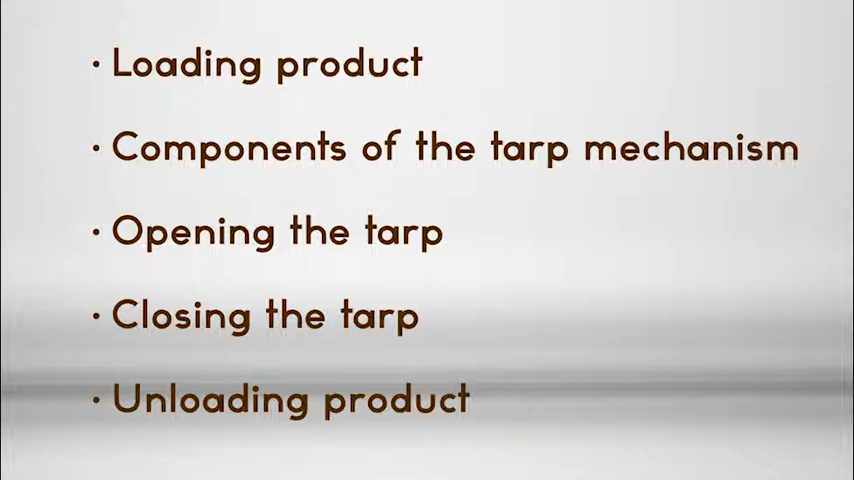 · Loading product
· Components of the tarp mechanism
· Opening the tarp
· Closing the tarp
· Unloading product